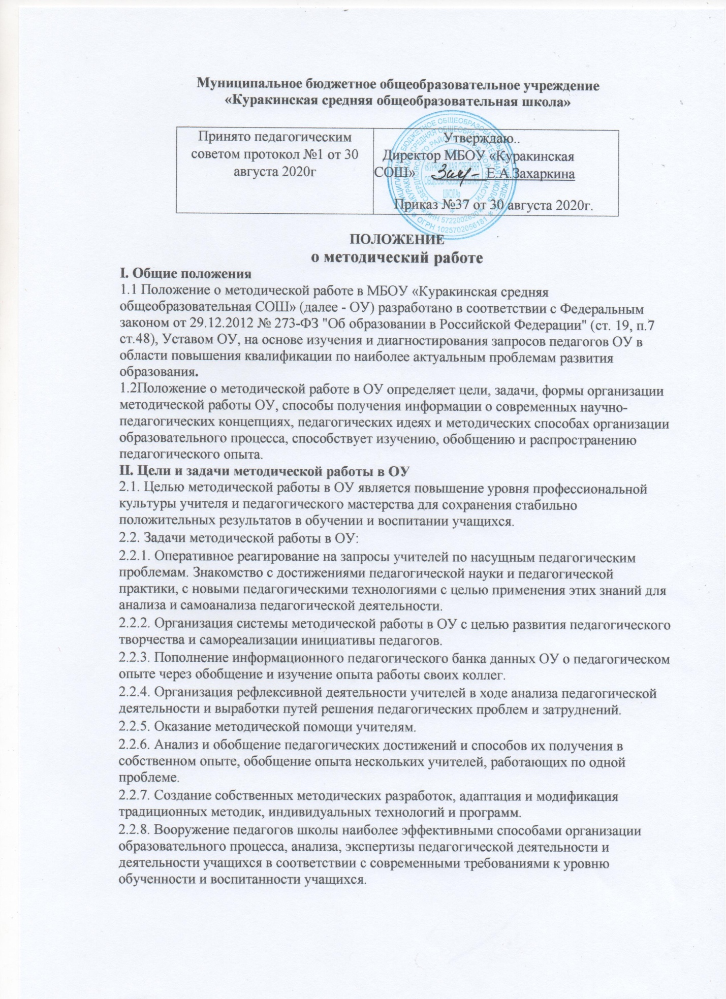 Муниципальное бюджетное общеобразовательное учреждение
«Куракинская средняя общеобразовательная школа»
Принято педагогическим
советом протокол №1 от 30
августа 2020г
Утверждаю..
Директор МБОУ «Куракинская
СОШ» Е.А.Захаркина
Приказ №37 от 30 августа 2020г.
«КУРАКИНСКАЯ СРЕДНЯЯ
ОБЩЕОБРАЗОВАТЕЛЬНАЯ
ШКОЛА»
ИНН 5722002630
ОГРН 1025702056181
ПОЛОЖЕНИЕ
о методический работе
I. Общие положения
1.1 Положение о методической работе в МБОУ «Куракинская средняя
общеобразовательная СОШ» (далее - ОУ) разработано в соответствии с Федеральным
законом от 29.12.2012 № 273-ФЗ "Об образовании в Российской Федерации" (ст. 19, п.7
ст.48), Уставом ОУ, на основе изучения и диагностирования запросов педагогов ОУ в
области повышения квалификации по наиболее актуальным проблемам развития
образования.
1.2Положение о методической работе в ОУ определяет цели, задачи, формы организации
методической работы ОУ, способы получения информации о современных научно-
педагогических концепциях, педагогических идеях и методических способах организации
образовательного процесса, способствует изучению, обобщению и распространению
педагогического опыта.
II. Цели и задачи методической работы в ОУ
2.1. Целью методической работы в ОУ является повышение уровня профессиональной
культуры учителя и педагогического мастерства для сохранения стабильно
положительных результатов в обучении и воспитании учащихся.
2.2. Задачи методической работы в ОУ:
2.2.1. Оперативное реагирование на запросы учителей по насущным педагогическим
проблемам. Знакомство с достижениями педагогической науки и педагогической
практики, с новыми педагогическими технологиями с целью применения этих знаний для
анализа и самоанализа педагогической деятельности.
2.2.2. Организация системы методической работы в ОУ с целью развития педагогического
творчества и самореализации инициативы педагогов.
2.2.3. Пополнение информационного педагогического банка данных ОУ о педагогическом
опыте через обобщение и изучение опыта работы своих коллег.
2.2.4. Организация рефлексивной деятельности учителей в ходе анализа педагогической
деятельности и выработки путей решения педагогических проблем и затруднений.
2.2.5. Оказание методической помощи учителям.
2.2.6. Анализ и обобщение педагогических достижений и способов их получения в
собственном опыте, обобщение опыта нескольких учителей, работающих по одной
проблеме.
2.2.7. Создание собственных методических разработок, адаптация и модификация
традиционных методик, индивидуальных технологий и программ.
2.2.8. Вооружение педагогов школы наиболее эффективными способами организации
образовательного процесса, анализа, экспертизы педагогической деятельности и
деятельности учащихся в соответствии с современными требованиями к уровню
обученности и воспитанности учащихся.